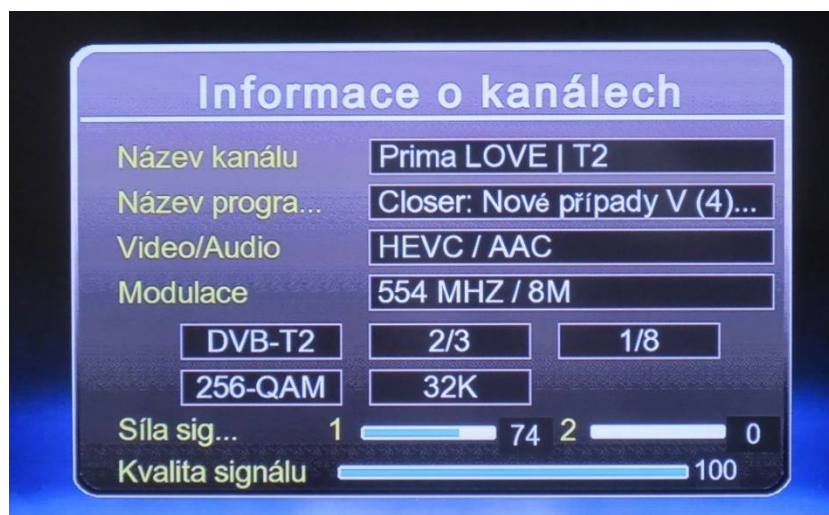 Informace o kanálech
Název kanálu Prima LOVE | T2
Název progra... Closer: Nové případy V (4)...
Video/Audio HEVC / AAC
Modulace 554 MHZ / 8M
DVB-T2 2/3 1/8
256-QAM 32K
Síla sig... 1 74 2 0
Kvalita signálu 100